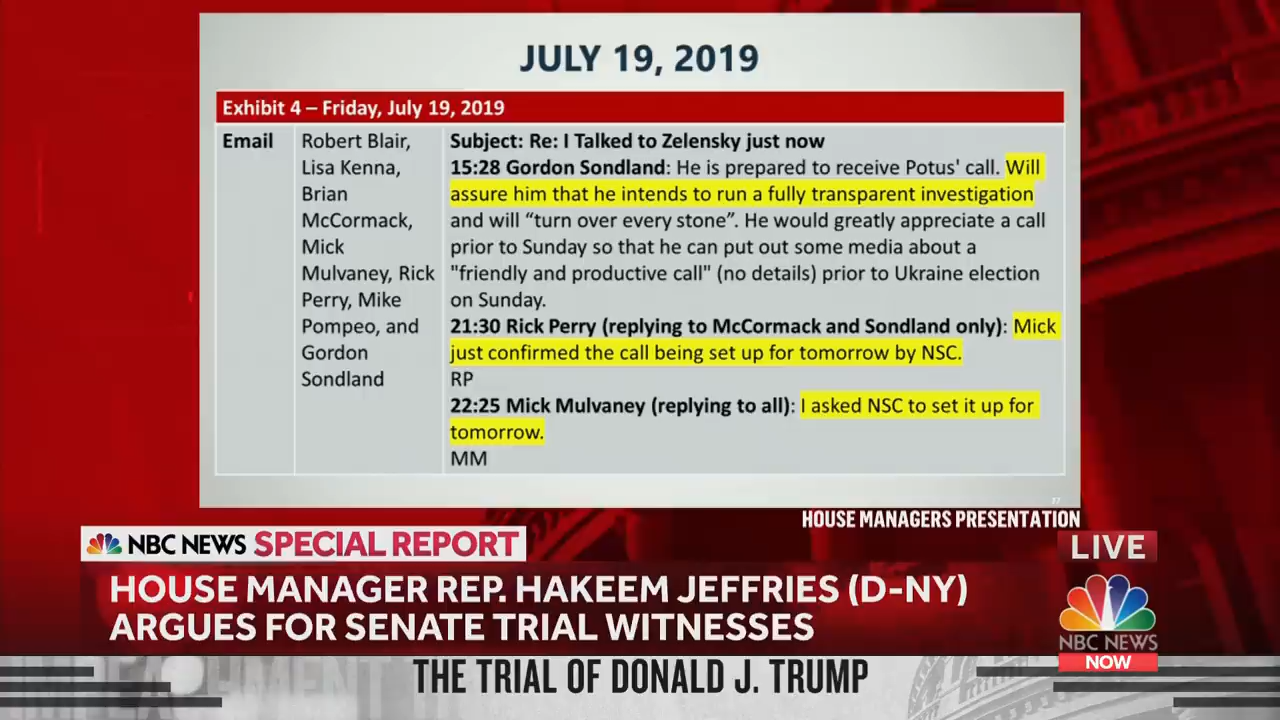 JULY 19, 2019
Exhibit 4 – Friday, July 19, 2019
Email
Robert Blair,
Lisa Kenna,
Brian
McCormack,
Mick
Mulvaney, Rick
Perry, Mike
Pompeo, and
Gordon
Sondland
Subject: Re: I Talked to Zelensky just now
15:28 Gordon Sondland: He is prepared to receive Potus' call. Will
assure him that he intends to run a fully transparent investigation
and will “turn over every stone”. He would greatly appreciate a call
prior to Sunday so that he can put out some media about a
"friendly and productive call" (no details) prior to Ukraine election
on Sunday.
21:30 Rick Perry (replying to McCormack and Sondland only): Mick
just confirmed the call being set up for tomorrow by NSC.
RP
22:25 Mick Mulvaney (replying to all): I asked NSC to set it up for
tomorrow.
MM
HOUSE MANAGERS PRESENTATION
NBC NEWS SPECIAL REPORT
LIVE
HOUSE MANAGER REP. HAKEEM JEFFRIES (D-NY)
ARGUES FOR SENATE TRIAL WITNESSES
NBC NEWS
NOW
THE TRIAL OF DONALD J. TRUMP